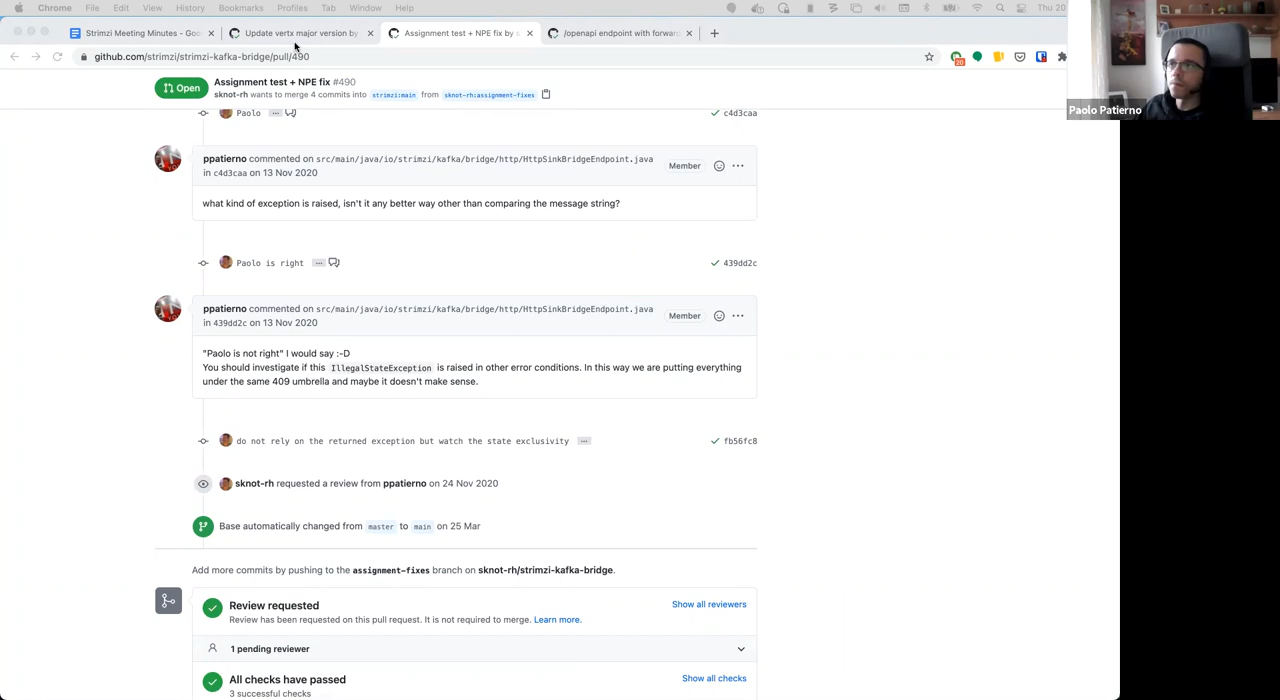 Chrome File Edit View History Bookmarks Profiles Tab Window Help Thu 20
Strimzi Meeting Minutes - Goo
Update vertx major version by
Assignment test + NPE fix by s
/openapi endpoint with forwar
github.com/strimzi/strimzi-kafka-bridge/pull/490
20
Open
Assignment test + NPE fix #490
sknot-rh wants to merge 4 commits into strimzi:main from sknot-rh:assignment-fixes
Paolo Patierno
Paolo ... c4d3caa
ppatierno commented on src/main/java/io/strimzi/kafka/bridge/http/HttpSinkBridgeEndpoint.java
in c4d3caa on 13 Nov 2020
Member
what kind of exception is raised, isn't it any better way other than comparing the message string?
Paolo is right ... 439dd2c
ppatierno commented on src/main/java/io/strimzi/kafka/bridge/http/HttpSinkBridgeEndpoint.java
in 439dd2c on 13 Nov 2020
Member
"Paolo is not right" I would say :-D
You should investigate if this IllegalStateException is raised in other error conditions. In this way we are putting everything
under the same 409 umbrella and maybe it doesn't make sense.
do not rely on the returned exception but watch the state exclusivity ... fb56fc8
sknot-rh requested a review from ppatierno on 24 Nov 2020
Base automatically changed from master to main on 25 Mar
Add more commits by pushing to the assignment-fixes branch on sknot-rh/strimzi-kafka-bridge.
Review requested
Show all reviewers
Review has been requested on this pull request. It is not required to merge. Learn more.
1 pending reviewer
All checks have passed
Show all checks
3 successful checks